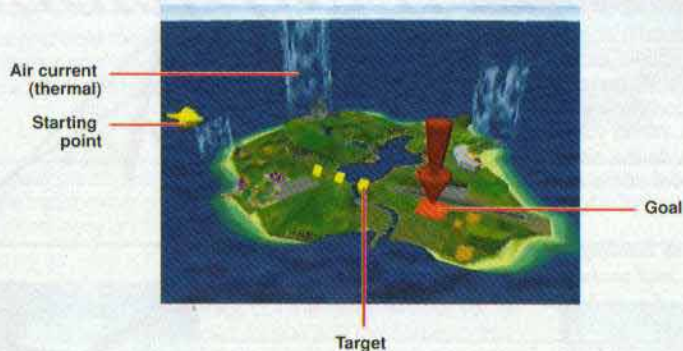 Air current
(thermal)
Starting
point
Goal
Target